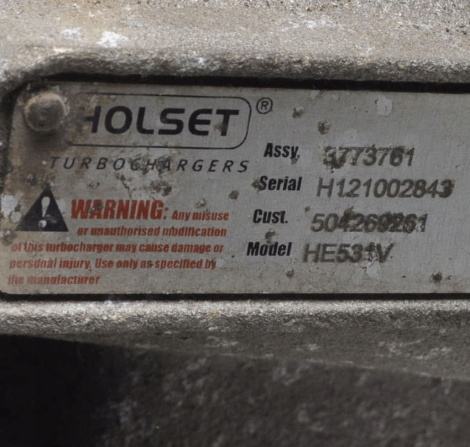 HOLSET ®
TURBOCHARGERS
WARNING: Any misuse
or unauthorised modification
of this turbocharger may cause damage or
personal injury. Use only as specified by
the manufacturer
Assy 3773761
Serial H121002843
Cust. 504269261
Model HE531V